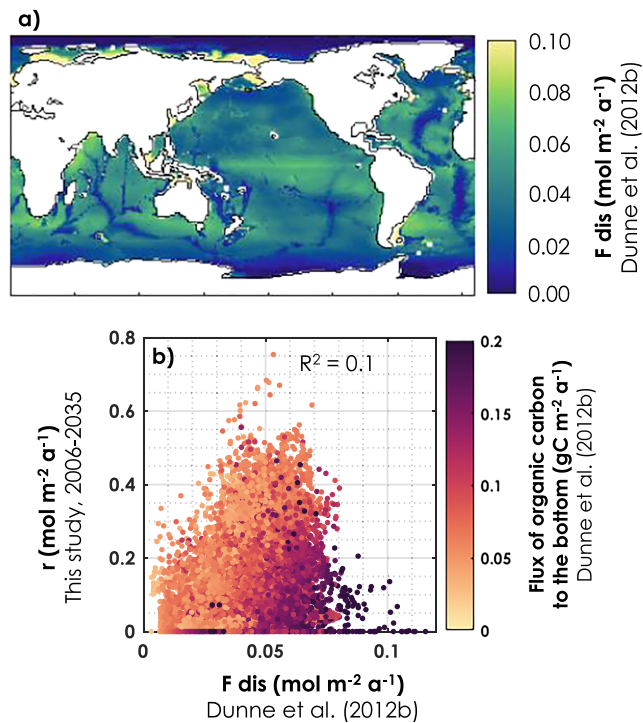 a)
0.10
0.08
0.06
0.04
0.02
0.00
F dis (mol m-2 a-1)
Dunne et al. (2012b)
b)
R2 = 0.1
0.8
0.6
0.4
0.2
0
r (mol m-2 a-1)
This study, 2006-2035
0
0.05
0.1
F dis (mol m-2 a-1)
Dunne et al. (2012b)
0.2
0.15
0.1
0.05
0
Flux of organic carbon
to the bottom (gC m-2 a-1)
Dunne et al. (2012b)